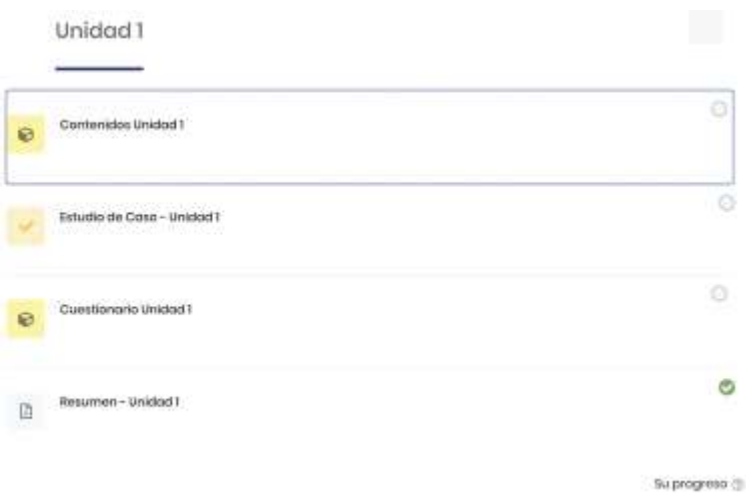 Unidad 1
Contenidos Unidad 1
Estudio de Caso - Unidad 1
Cuestionario Unidad 1
Resumen - Unidad 1
Su progreso